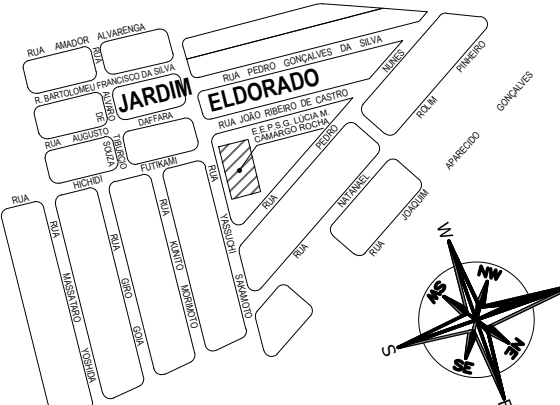 RUA AMADOR ALVARENGA
R. BARTOLOMEU FRANCISCO DA SILVA
RUA ÁLVARO DE SOUZA TIBURCIO
RUA AUGUSTO DAFFARA
JARDIM ELDORADO
RUA PEDRO GONÇALVES DA SILVA
RUA JOÃO RIBEIRO DE CASTRO
E.E.P.S.G. LÚCIA M.
CAMARGO ROCHA
RUA HICHIDI FUTIKAMI
RUA MASSATARO YOSHIDA
RUA GIRO GOIA
RUA KUNITO MORIMOTO
RUA YASSUCHI SAKAMOTO
RUA PEDRO NUNES
RUA NATANAEL ROLIM PINHEIRO
RUA JOAQUIM APARECIDO GONÇALVES
W
NW
SW
S
SE
NE